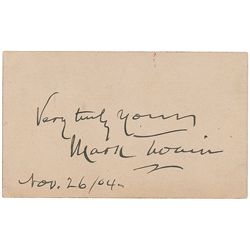 Very truly Yours
Mark Twain
Nov. 26/04.